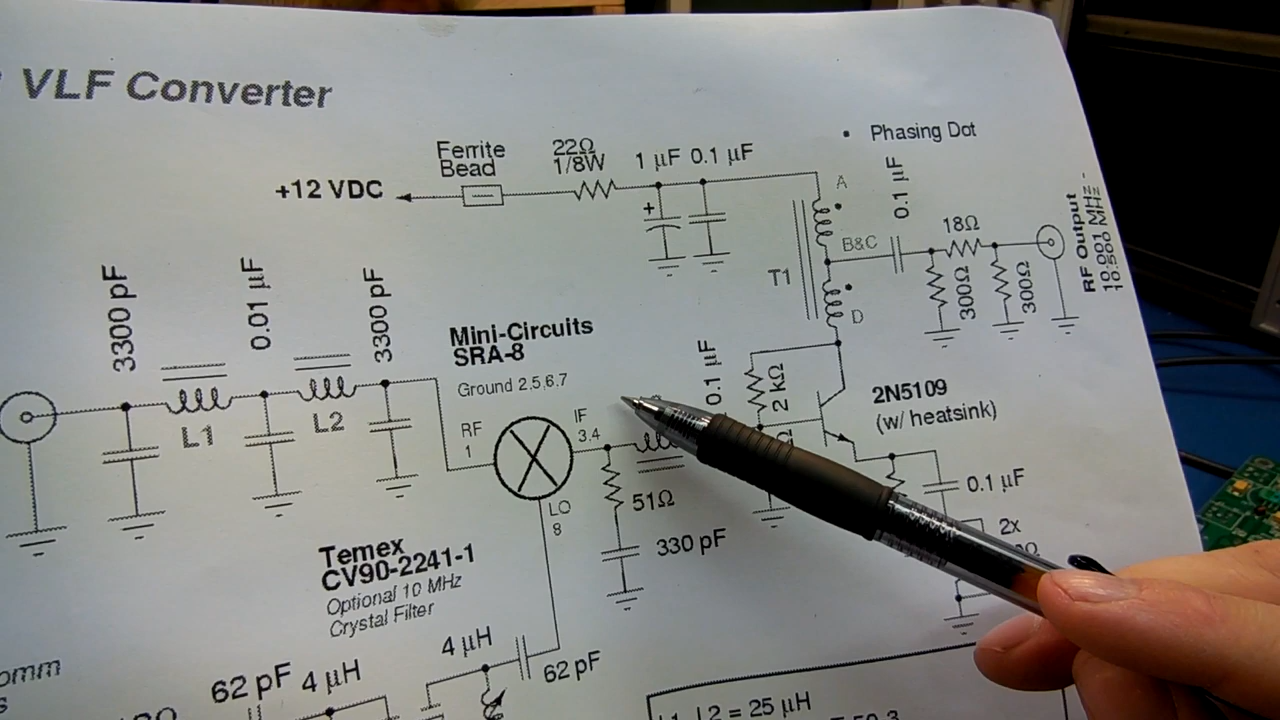 VLF Converter
Phasing Dot
Ferrite
Bead
22Ω
1/8W
1 µF
0.1 µF
+12 VDC
+
A
0.1 µF
18Ω
B&C
T1
300Ω
300Ω
RF Output
10.001 MHz -
10.500 MHz
D
3300 pF
0.01 µF
3300 pF
L1
L2
Mini-Circuits
SRA-8
Ground 2.5,6.7
RF
1
IF
3,4
LO
8
0.1 µF
2 kΩ
2N5109
(w/ heatsink)
51Ω
330 pF
0.1 µF
2x
Temex
CV90-2241-1
Optional 10 MHz
Crystal Filter
4 µH
62 pF
62 pF
4 µH
L2 = 25 µH